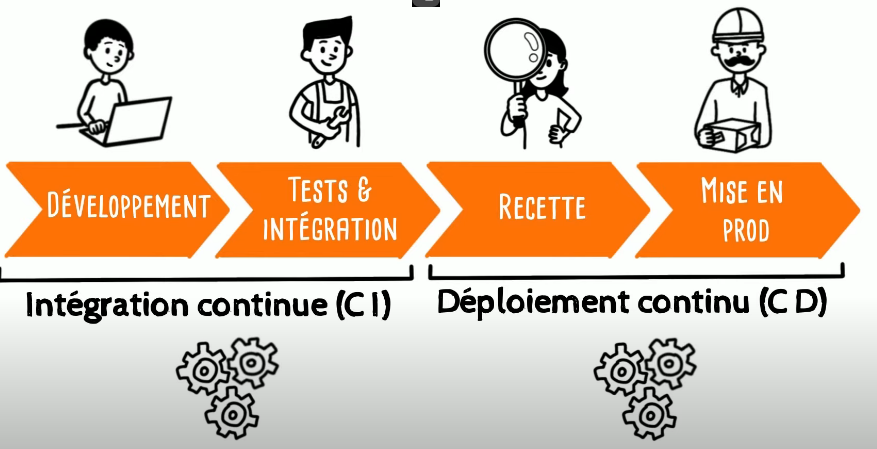 DÉVELOPPEMENT
TESTS &
INTÉGRATION
RECETTE
MISE EN
PROD
Intégration continue (C I)
Déploiement continu (C D)